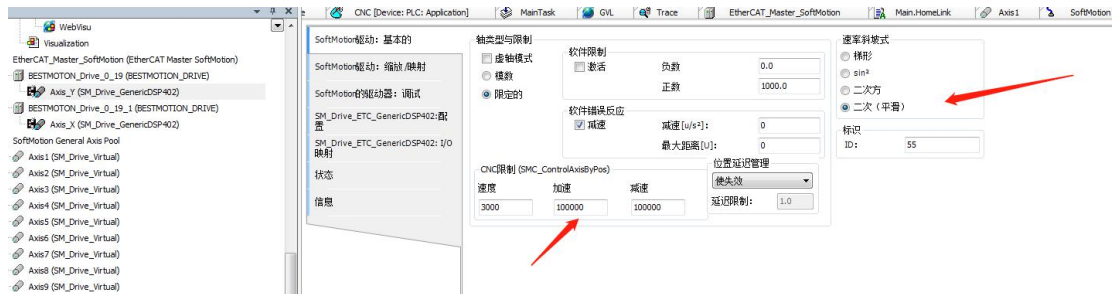 CNC [Device: PLC: Application]
MainTask
GVL
Trace
EtherCAT_Master_SoftMotion
Main.HomeLink
Axis1
SoftMotion
WebVisu
Visualization
EtherCAT_Master_SoftMotion (EtherCAT Master SoftMotion)
BESTMOTON_Drive_0_19 (BESTMOTION_DRIVE)
Axis_Y (SM_Drive_GenericDSP402)
BESTMOTON_Drive_0_19_1 (BESTMOTION_DRIVE)
Axis_X (SM_Drive_GenericDSP402)
SoftMotion General Axis Pool
Axis1 (SM_Drive_Virtual)
Axis2 (SM_Drive_Virtual)
Axis3 (SM_Drive_Virtual)
Axis4 (SM_Drive_Virtual)
Axis5 (SM_Drive_Virtual)
Axis6 (SM_Drive_Virtual)
Axis7 (SM_Drive_Virtual)
Axis8 (SM_Drive_Virtual)
Axis9 (SM_Drive_Virtual)
SoftMotion驱动：基本的
SoftMotion驱动：缩放/映射
SoftMotion的驱动器：调试
SM_Drive_ETC_GenericDSP402:配
置
SM_Drive_ETC_GenericDSP402: I/O
映射
状态
信息
轴类型与限制
虚轴模式
模数
限定的
软件限制
激活
负数
0.0
正数
1000.0
软件错误反应
减速
减速[u/s²]:
0
最大距离[U]:
0
CNC限制 (SMC_ControlAxisByPos)
速度
加速
减速
3000
100000
100000
位置延迟管理
使失效
延迟限制:
1.0
速率斜坡式
梯形
sin²
二次方
二次（平滑）
标识
ID:
55